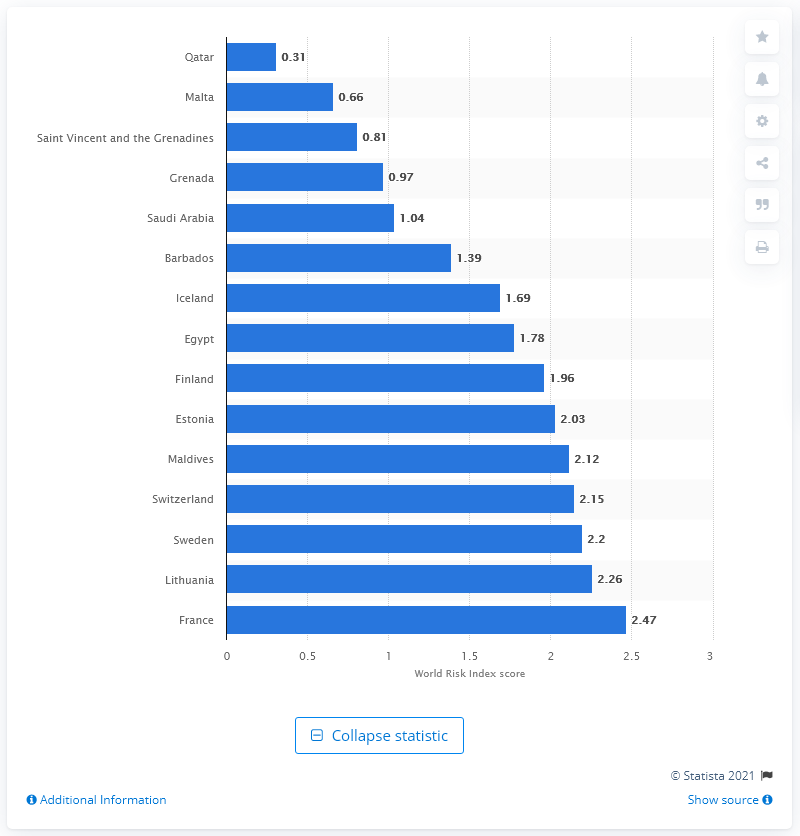 Qatar 0.31
Malta 0.66
Saint Vincent and the Grenadines 0.81
Grenada 0.97
Saudi Arabia 1.04
Barbados 1.39
Iceland 1.69
Egypt 1.78
Finland 1.96
Estonia 2.03
Maldives 2.12
Switzerland 2.15
Sweden 2.2
Lithuania 2.26
France 2.47
0 0.5 1 1.5 2 2.5 3
World Risk Index score
Collapse statistic
© Statista 2021
Additional Information Show source